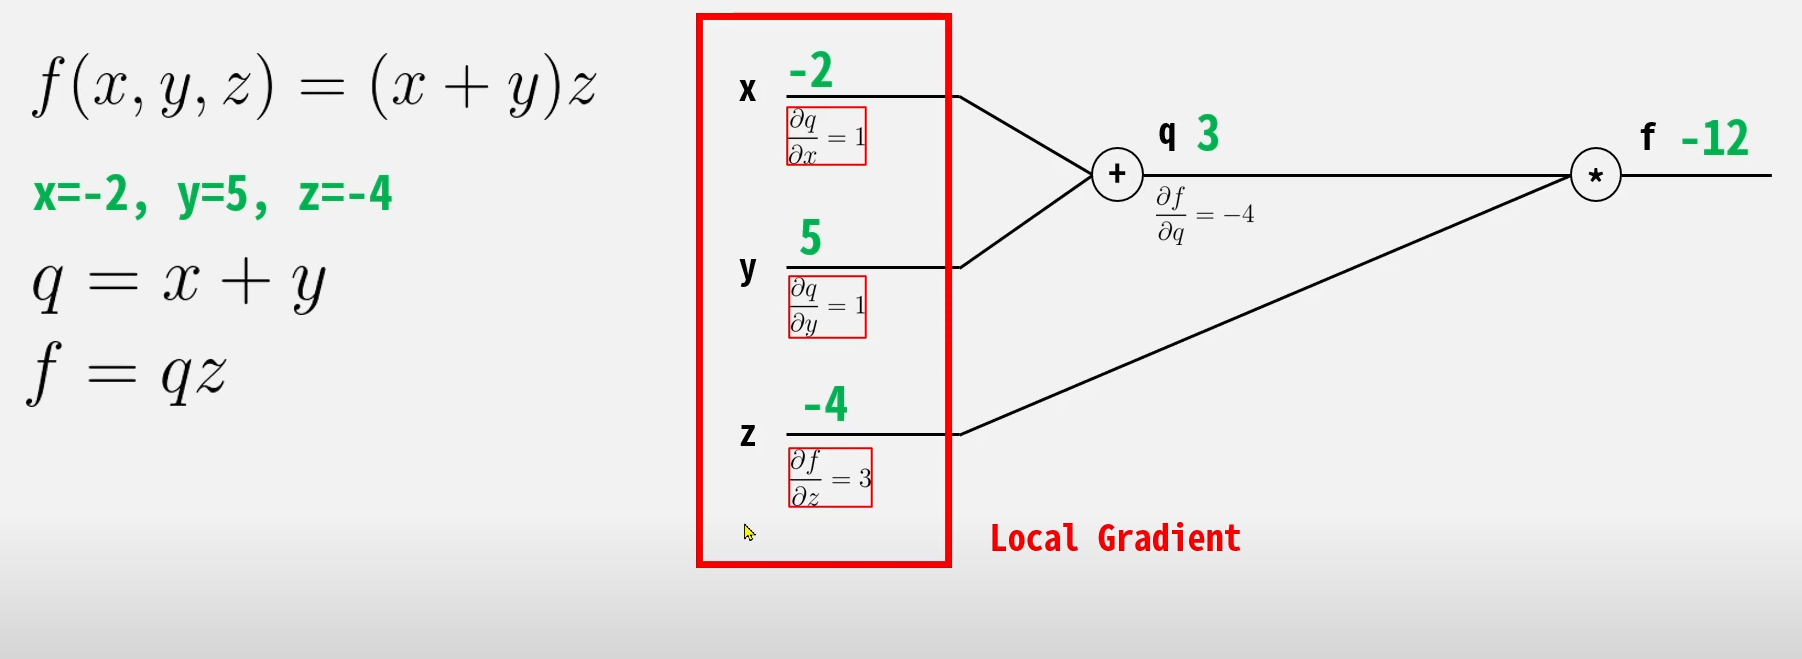 f(x, y, z) = (x + y)z
x=-2, y=5, z=-4
q = x + y
f = qz
x -2
∂q/∂x = 1
y 5
∂q/∂y = 1
z -4
∂f/∂z = 3
+
q 3
∂f/∂q = −4
*
f -12
Local Gradient